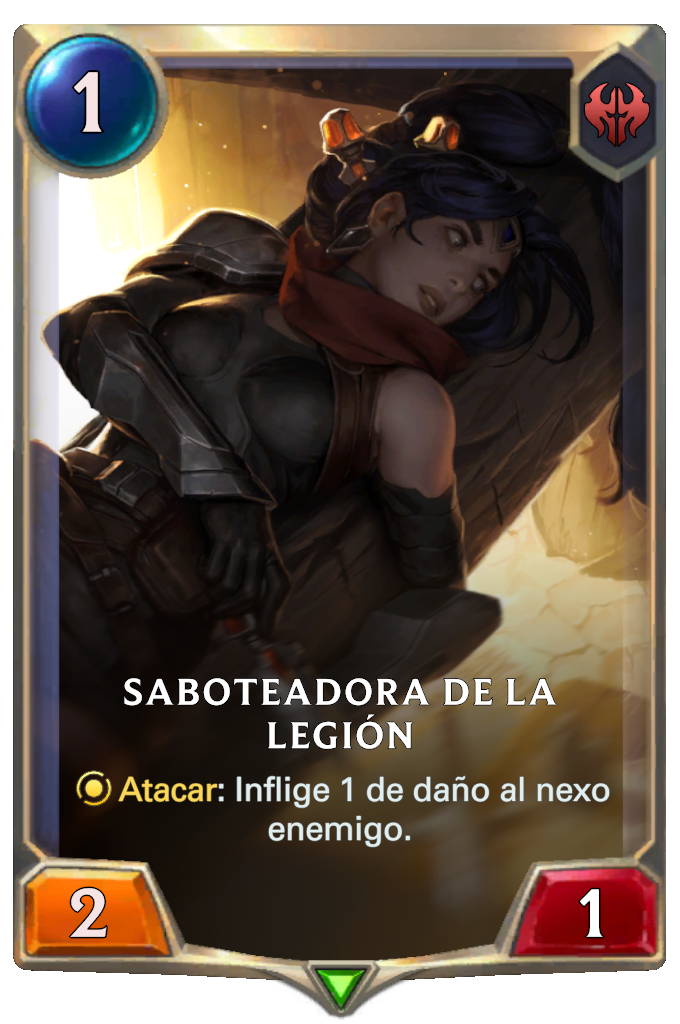 1
SABOTEADORA DE LA
LEGIÓN
Atacar: Inflige 1 de daño al nexo
enemigo.
2
1